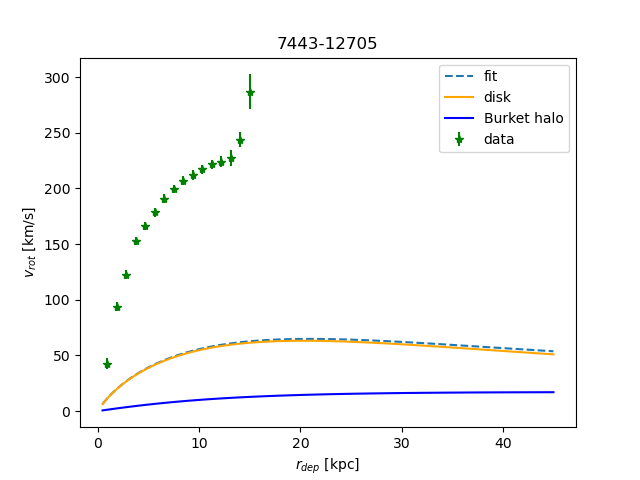 7443-12705
300
250
200
150
100
50
0
v_rot [km/s]
fit
disk
Burket halo
data
0 10 20 30 40
r_dep [kpc]